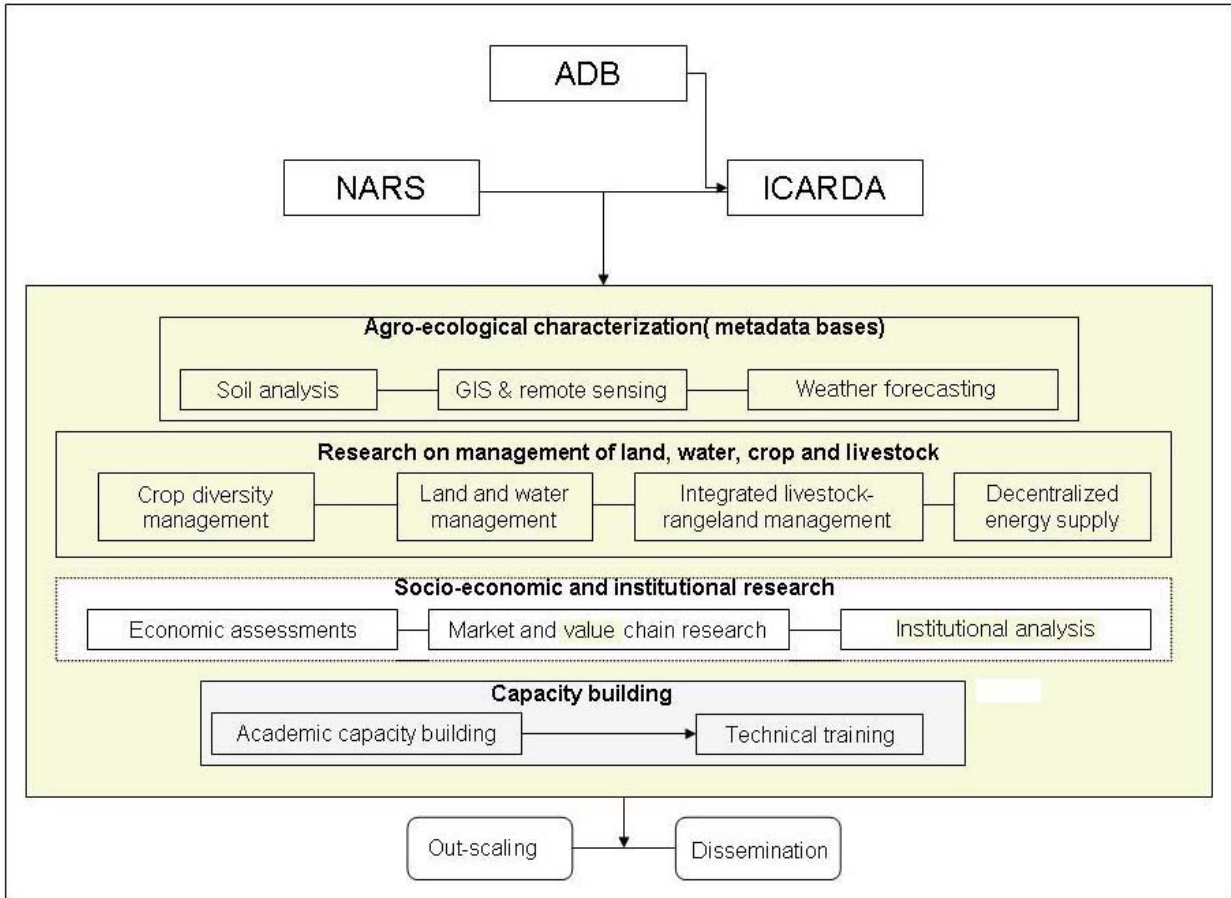 ADB
NARS
ICARDA
Agro-ecological characterization( metadata bases)
Soil analysis
GIS & remote sensing
Weather forecasting
Research on management of land, water, crop and livestock
Crop diversity
management
Land and water
management
Integrated livestock-
rangeland management
Decentralized
energy supply
Socio-economic and institutional research
Economic assessments
Market and value chain research
Institutional analysis
Capacity building
Academic capacity building
Technical training
Out-scaling
Dissemination